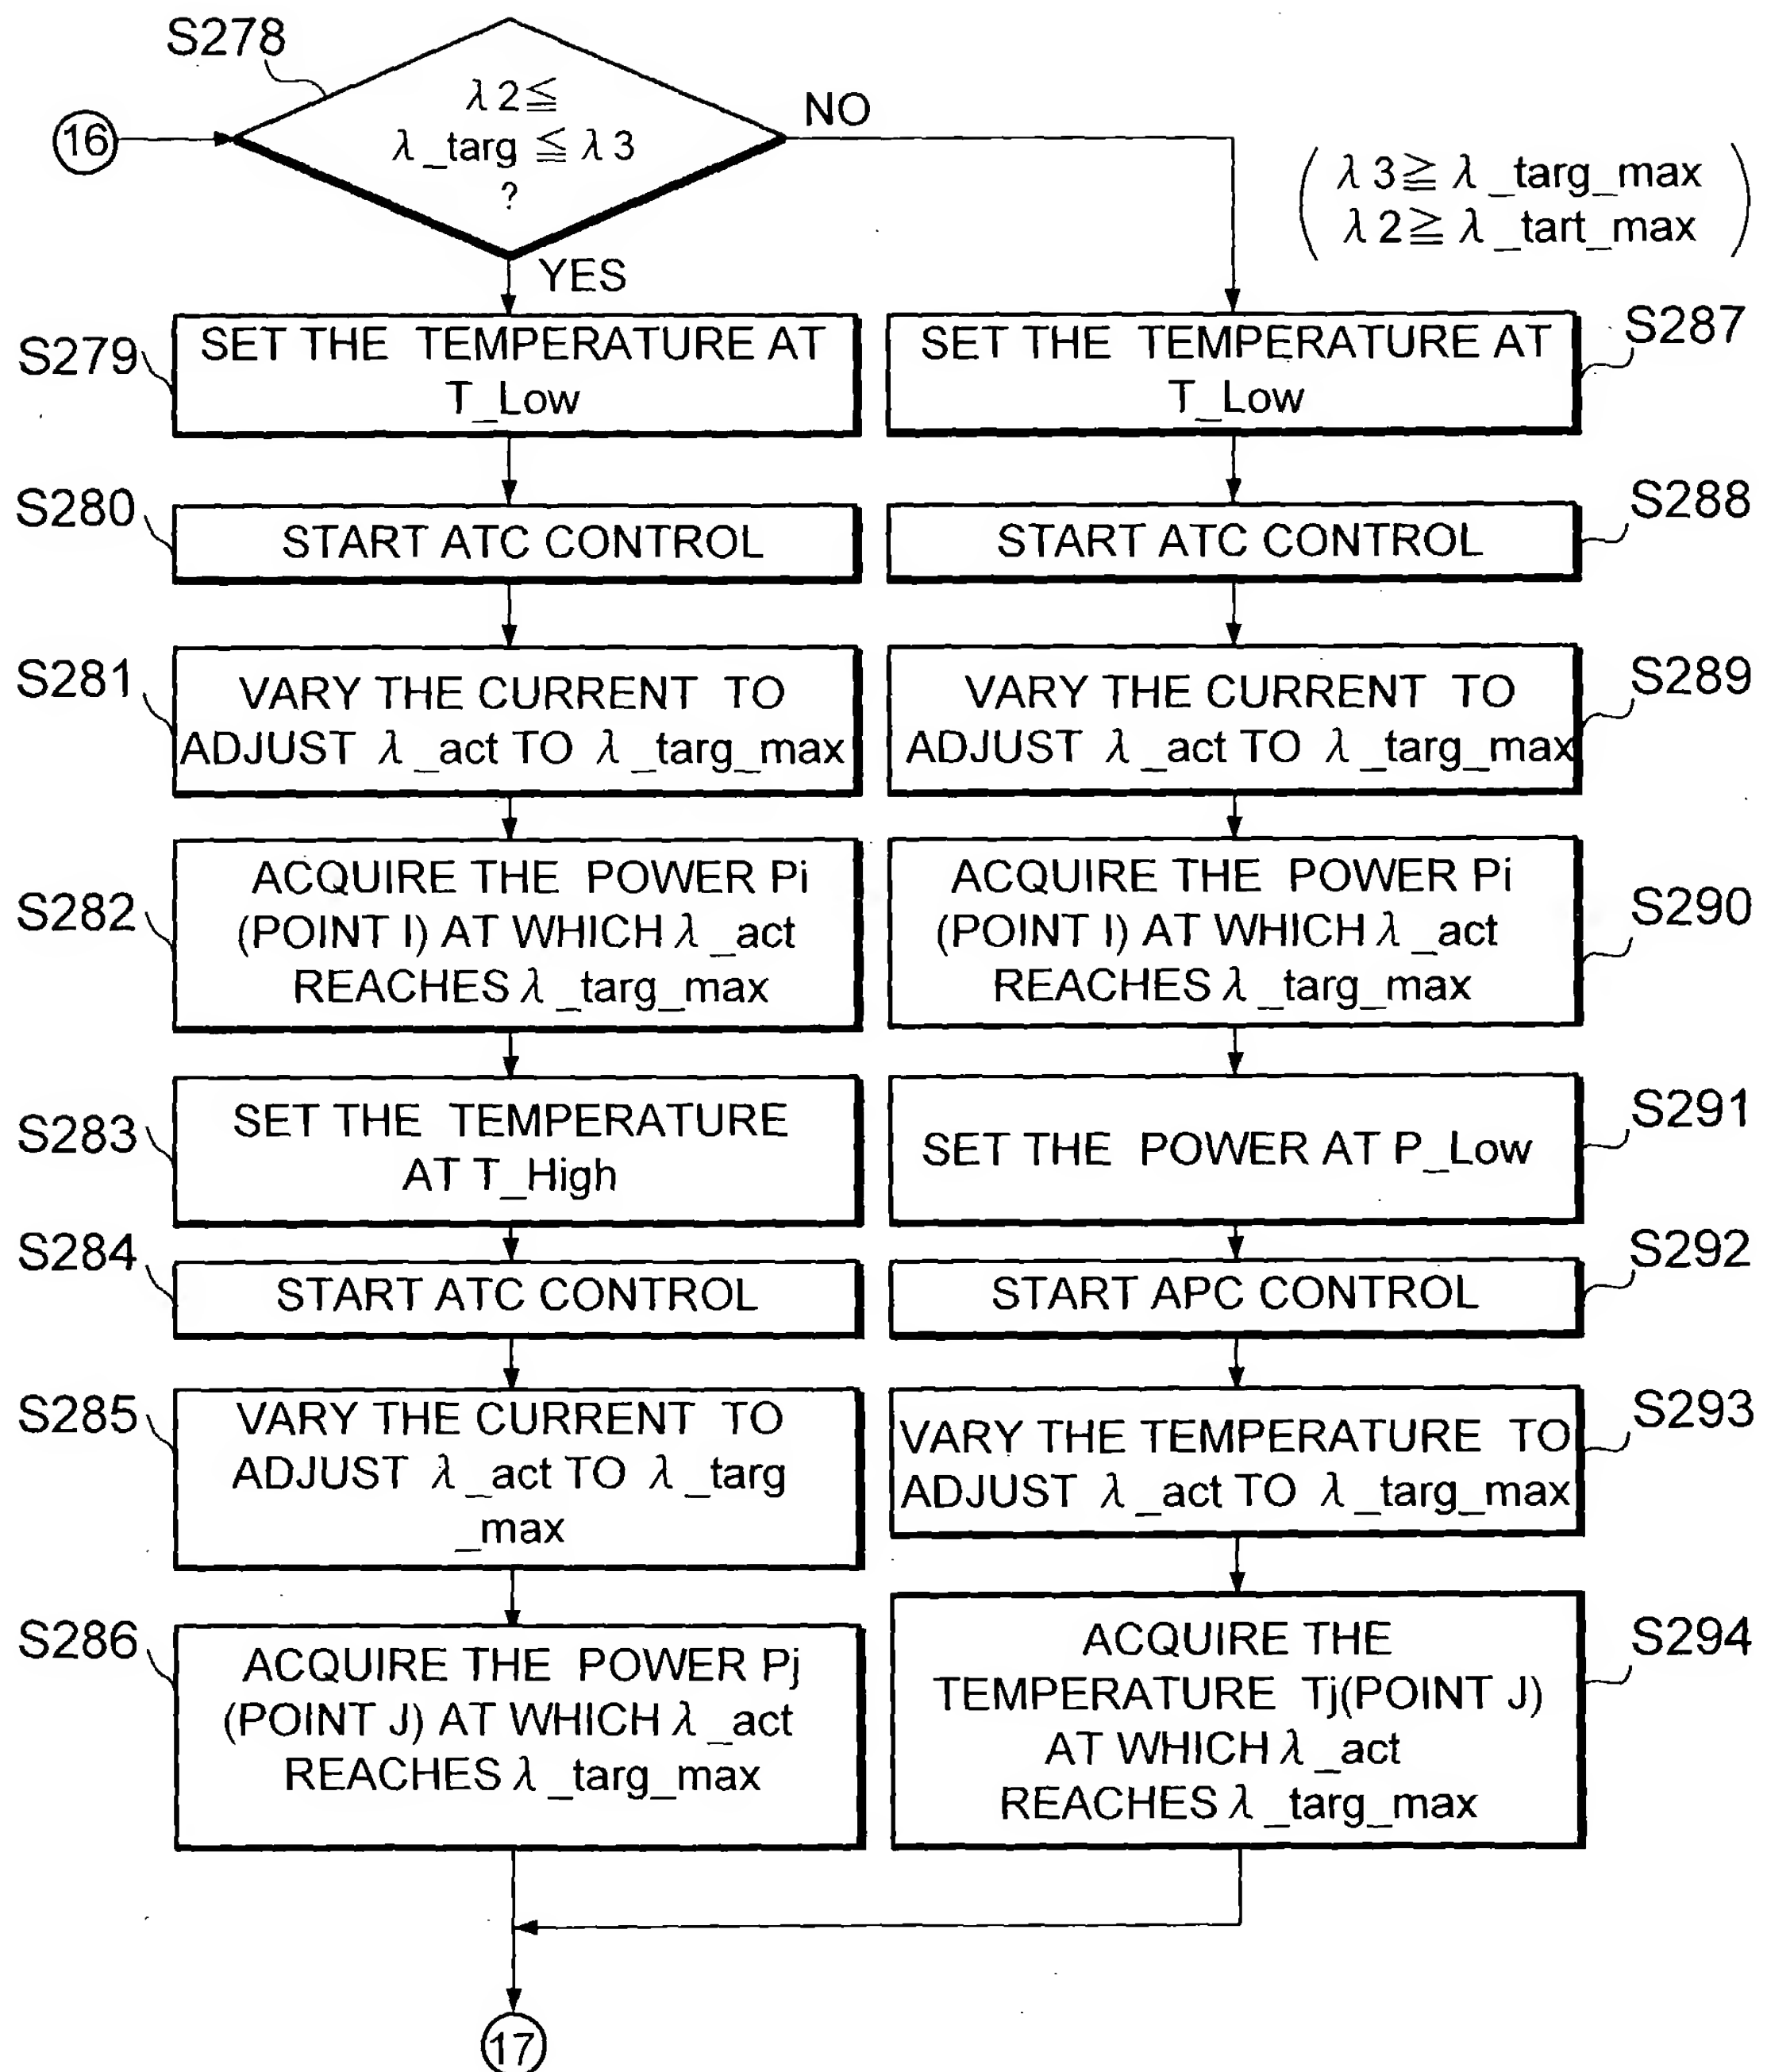 S278
λ2≦
λ_targ ≦ λ3
?
16
NO
λ3≧ λ_targ_max
λ2≧ λ_tart_max
YES
S279
SET THE TEMPERATURE AT
T_Low
S280
START ATC CONTROL
S281
VARY THE CURRENT TO
ADJUST λ_act TO λ_targ_max
S282
ACQUIRE THE POWER Pi
(POINT I) AT WHICH λ_act
REACHES λ_targ_max
S283
SET THE TEMPERATURE
AT T_High
S284
START ATC CONTROL
S285
VARY THE CURRENT TO
ADJUST λ_act TO λ_targ
_max
S286
ACQUIRE THE POWER Pj
(POINT J) AT WHICH λ_act
REACHES λ_targ_max
S287
SET THE TEMPERATURE AT
T_Low
S288
START ATC CONTROL
S289
VARY THE CURRENT TO
ADJUST λ_act TO λ_targ_max
S290
ACQUIRE THE POWER Pi
(POINT I) AT WHICH λ_act
REACHES λ_targ_max
S291
SET THE POWER AT P_Low
S292
START APC CONTROL
S293
VARY THE TEMPERATURE TO
ADJUST λ_act TO λ_targ_max
S294
ACQUIRE THE
TEMPERATURE Tj(POINT J)
AT WHICH λ_act
REACHES λ_targ_max
17